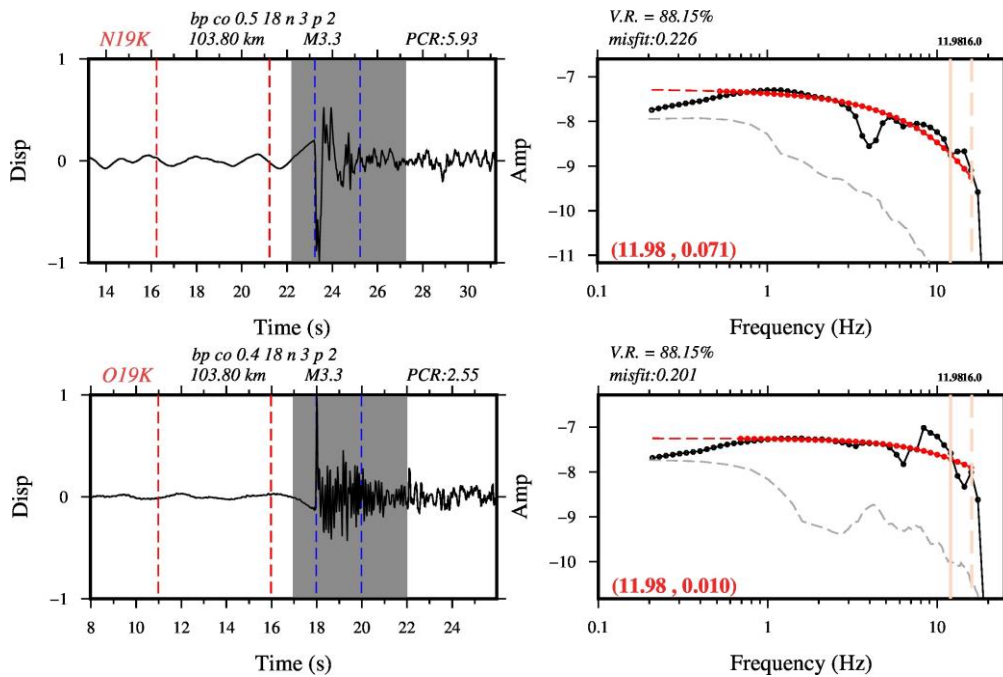 bp co 0.5 18 n 3 p 2
N19K 103.80 km M3.3 PCR:5.93
1
0
−1
Disp
14 16 18 20 22 24 26 28 30
Time (s)
V.R. = 88.15%
misfit:0.226
11.98 16.0
−7
−8
−9
−10
−11
Amp
(11.98 , 0.071)
0.1 1 10
Frequency (Hz)
bp co 0.4 18 n 3 p 2
O19K 103.80 km M3.3 PCR:2.55
1
0
−1
Disp
8 10 12 14 16 18 20 22 24
Time (s)
V.R. = 88.15%
misfit:0.201
11.98 16.0
−7
−8
−9
−10
Amp
(11.98 , 0.010)
0.1 1 10
Frequency (Hz)